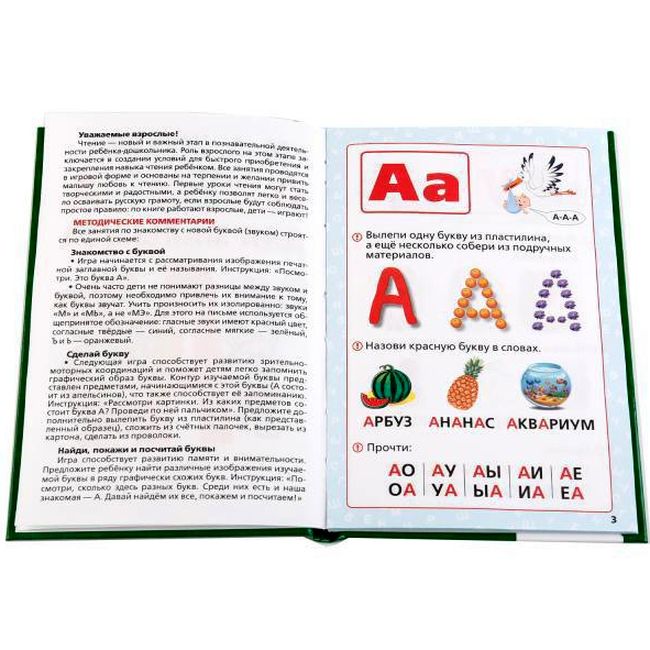 Уважаемые взрослые!
Чтение — новый и важный этап в познавательной деятель-
ности ребёнка-дошкольника. Роль взрослого на этом этапе за-
ключается в создании условий для быстрого приобретения и
закрепления навыка чтения ребёнком. Все занятия проводятся
в игровой форме и основаны на терпении и желании привить
малышу любовь к чтению. Первые уроки чтения могут стать
творческими и радостными, а ребёнку позволят легко и весе-
ло осваивать русскую грамоту, если взрослые будут соблюдать
простое правило: по книге работают взрослые, дети — играют!
МЕТОДИЧЕСКИЕ КОММЕНТАРИИ
Все занятия по знакомству с новой буквой (звуком) строят-
ся по единой схеме:
Знакомство с буквой
• Игра начинается с рассматривания изображения печат-
ной заглавной буквы и её называния. Инструкция: «Посмо-
три. Это буква А».
• Очень часто дети не понимают разницы между звуком и
буквой, поэтому необходимо привлечь их внимание к тому,
как буквы звучат. Учить произносить их изолированно: звуки
«М» и «МЬ», а не «МЭ». Для этого на письме используется об-
щепринятое обозначение: гласные звуки имеют красный цвет,
согласные твёрдые — синий, согласные мягкие — зелёный,
Ъ и Ь — оранжевый.
Сделай букву
• Следующая игра способствует развитию зрительно-
моторных координаций и поможет детям легко запомнить
графический образ буквы. Контур изучаемой буквы пред-
ставлен предметами, начинающимися с этой буквы (А состо-
ит из апельсинов), что также способствует её запоминанию.
Инструкция: «Рассмотри картинки. Из каких предметов со-
стоит буква А? Проведи по ней пальчиком». Предложите до-
полнительно вылепить букву из пластилина (как представ-
ленный образец), сложить из счётных палочек, вырезать из
картона, сделать из проволоки.
Найди, покажи и посчитай буквы
Игра способствует развитию памяти и внимательности.
Предложите ребёнку найти различные изображения изучае-
мой буквы в ряду графически схожих букв. Инструкция: «По-
смотри, сколько здесь разных букв. Среди них есть и наша
знакомая — А. Давай найдём их все, покажем и посчитаем!»
Аа
А-А-А
Вылепи одну букву из пластилина,
а ещё несколько собери из подручных
материалов.
А А А
Назови красную букву в словах.
АРБУЗ АНАНАС АКВАРИУМ
Прочти:
АО АУ АЫ АИ АЕ
ОА УА ЫА ИА ЕА
3